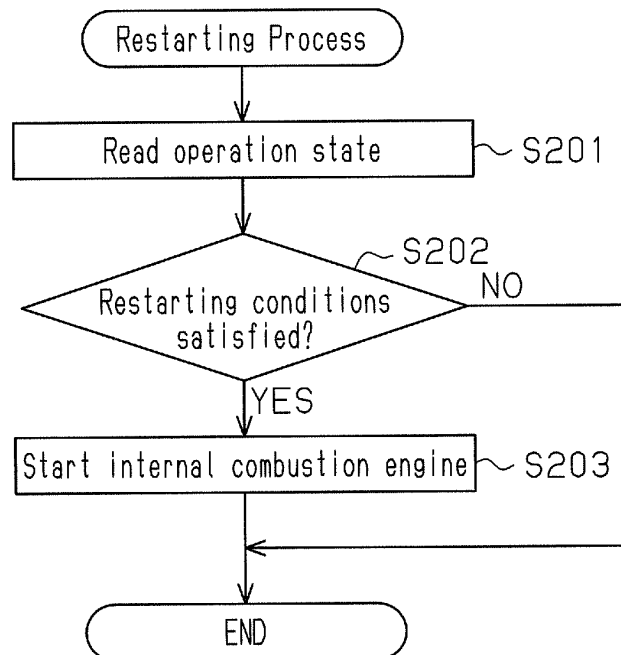 Restarting Process
Read operation state
S201
S202
Restarting conditions
satisfied?
NO
YES
Start internal combustion engine
S203
END